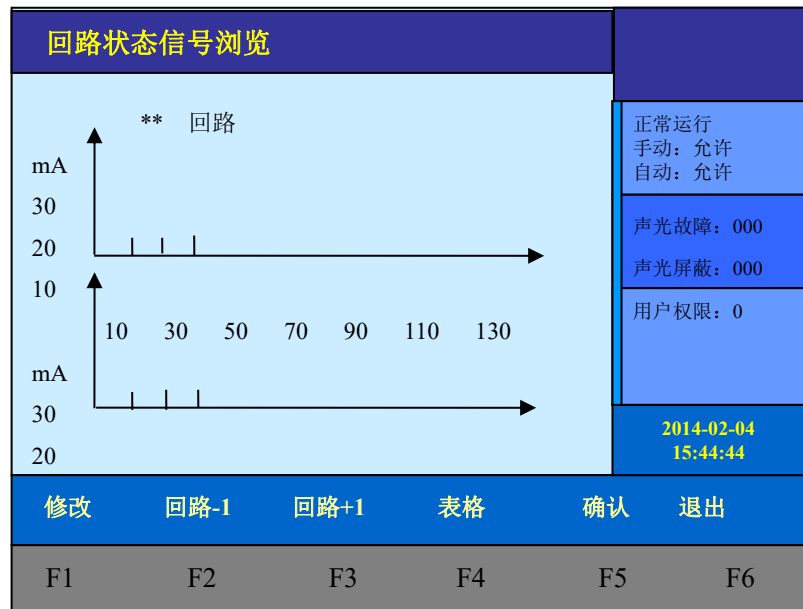 回路状态信号浏览
** 回路
mA
30
20
10
10 30 50 70 90 110 130
mA
30
20
正常运行
手动：允许
自动：允许
声光故障：000
声光屏蔽：000
用户权限：0
2014-02-04
15:44:44
修改 回路-1 回路+1 表格 确认 退出
F1 F2 F3 F4 F5 F6